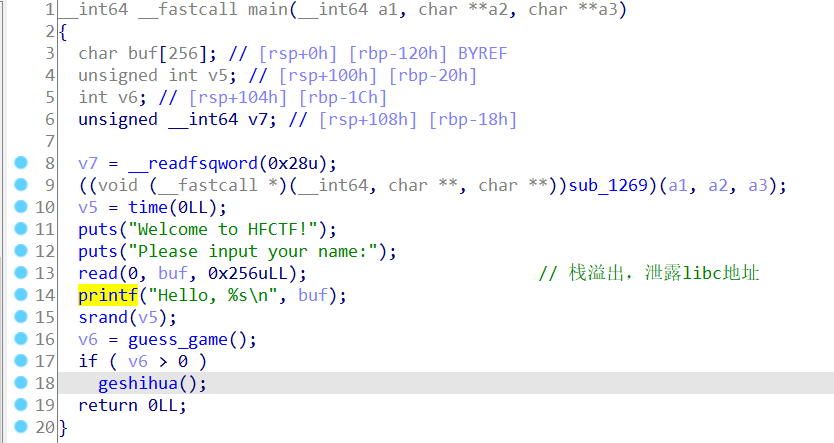 1 __int64 __fastcall main(__int64 a1, char **a2, char **a3)
2 {
3 char buf[256]; // [rsp+0h] [rbp-120h] BYREF
4 unsigned int v5; // [rsp+100h] [rbp-20h]
5 int v6; // [rsp+104h] [rbp-1Ch]
6 unsigned __int64 v7; // [rsp+108h] [rbp-18h]
7
8 v7 = __readfsqword(0x28u);
9 ((void (__fastcall *)(__int64, char **, char **))sub_1269)(a1, a2, a3);
10 v5 = time(0LL);
11 puts("Welcome to HFCTF!");
12 puts("Please input your name:");
13 read(0, buf, 0x256uLL); // 栈溢出，泄露libc地址
14 printf("Hello, %s\n", buf);
15 srand(v5);
16 v6 = guess_game();
17 if ( v6 > 0 )
18 geshihua();
19 return 0LL;
20 }